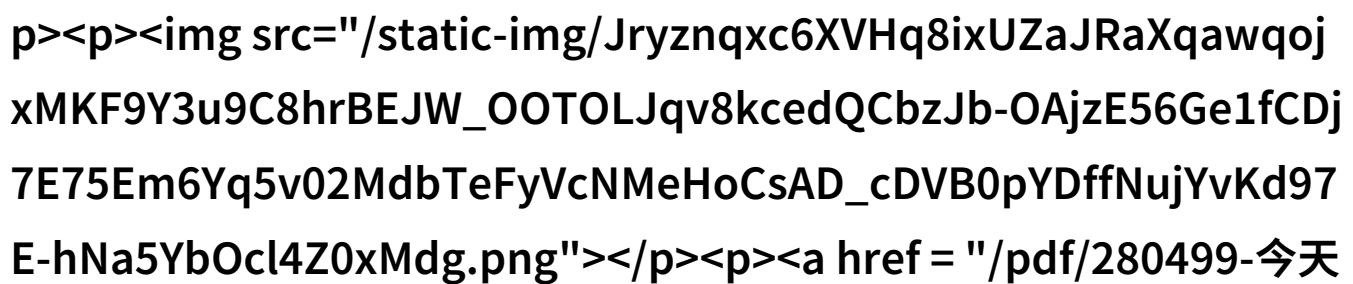 p><p><img src="/static-img/Jryznqxc6XVHq8ixUZaJRaXqawqoj
xMKF9Y3u9C8hrBEJW_OOTOLJqv8kcedQCbzJb-OAjzE56Ge1fCDj
7E75Em6Yq5v02MdbTeFyVcNMeHoCsAD_cDVB0pYDffNujYvKd97
E-hNa5YbOcl4Z0xMdg.png"></p><p><a href = "/pdf/280499-今天